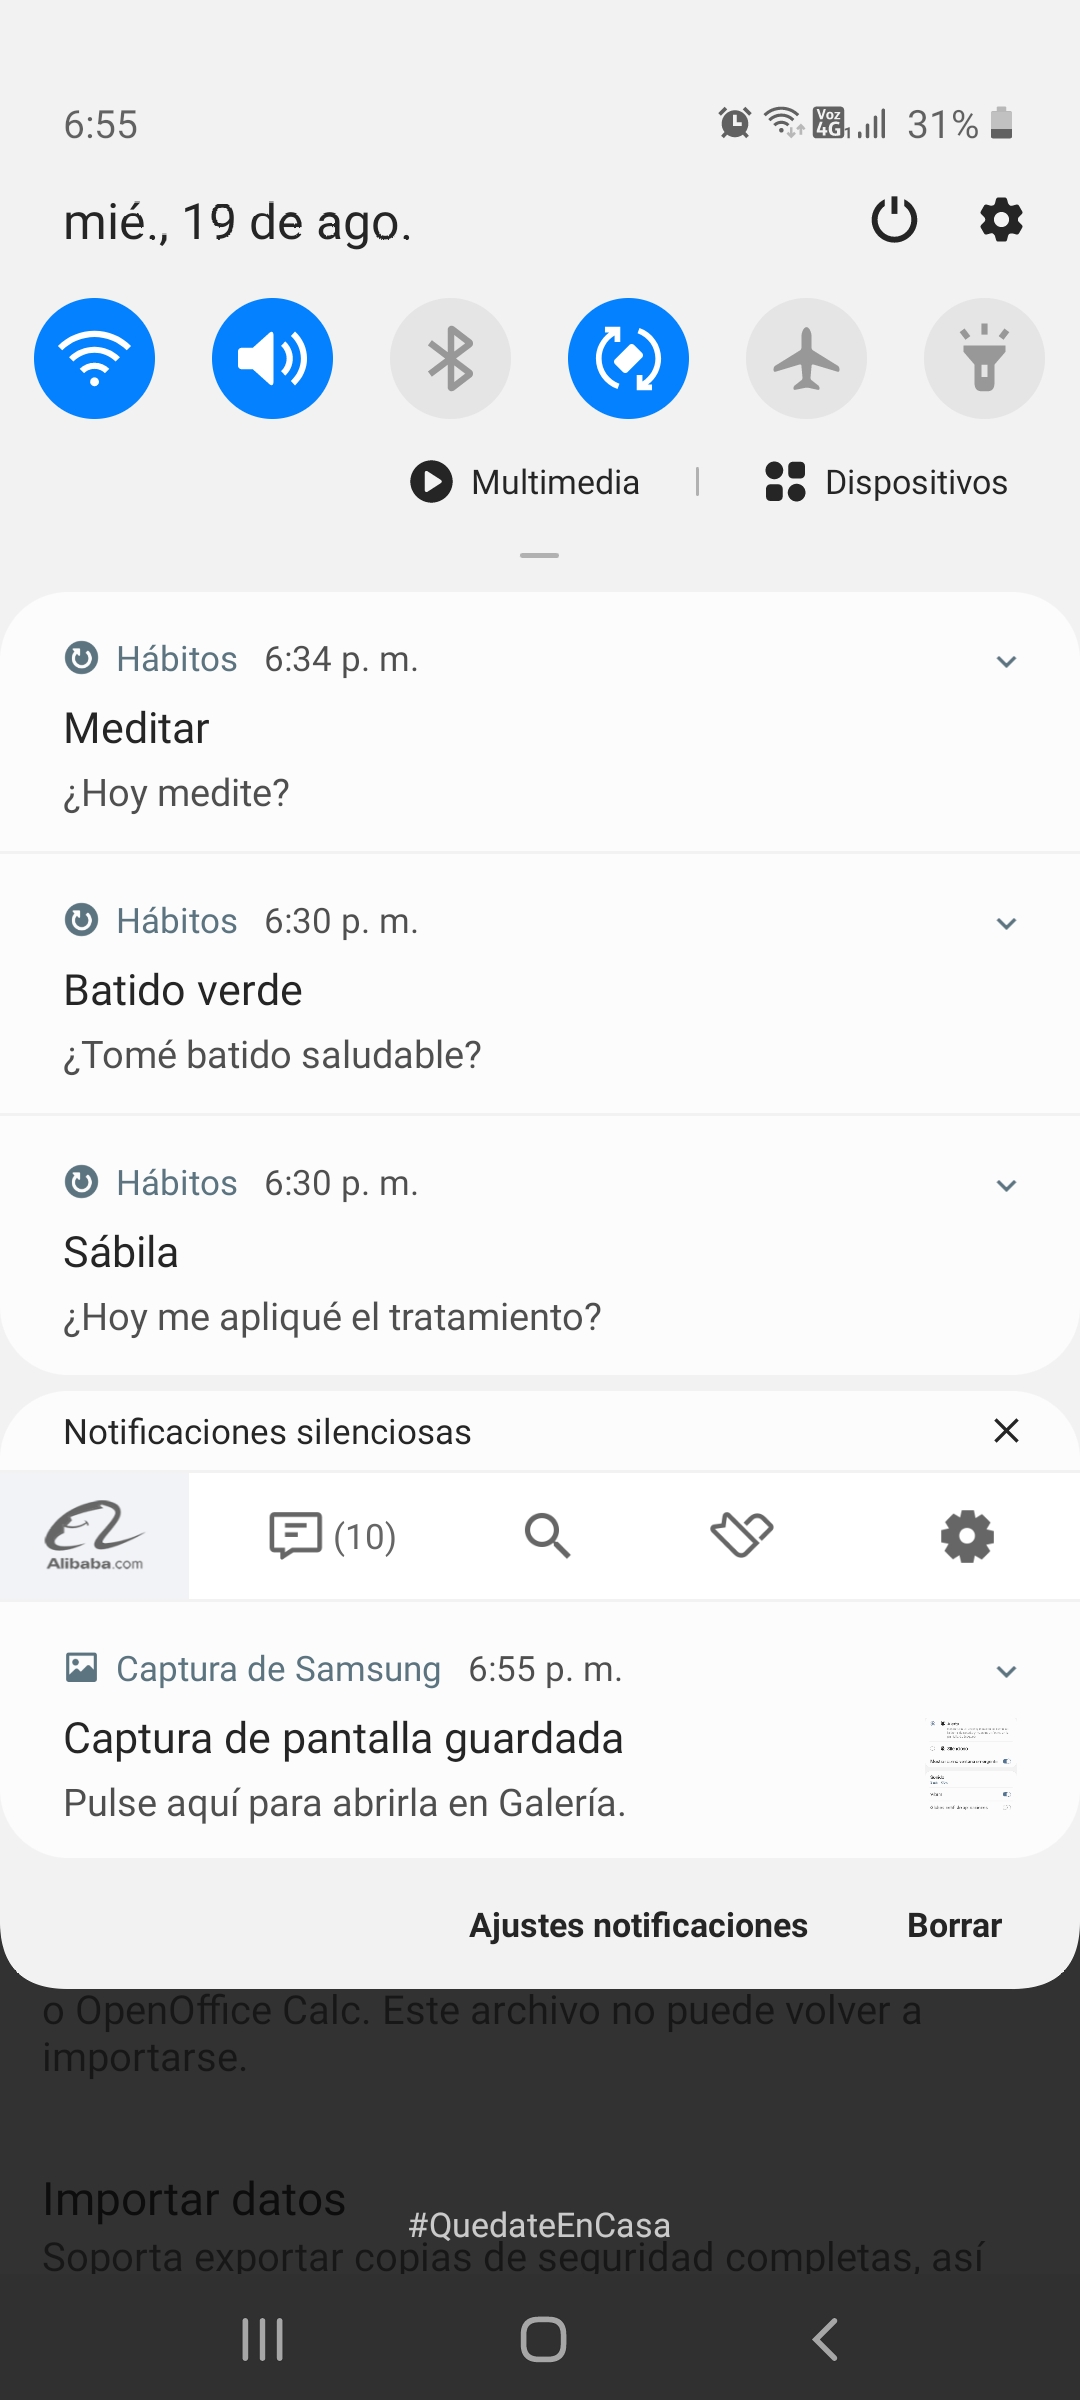 6:55
Voz 4G 1 31%
mié., 19 de ago.
Multimedia | Dispositivos
Hábitos 6:34 p. m.
Meditar
¿Hoy medite?
Hábitos 6:30 p. m.
Batido verde
¿Tomé batido saludable?
Hábitos 6:30 p. m.
Sábila
¿Hoy me apliqué el tratamiento?
Notificaciones silenciosas
Alibaba.com
(10)
Captura de Samsung 6:55 p. m.
Captura de pantalla guardada
Pulse aquí para abrirla en Galería.
Ajustes notificaciones Borrar
o OpenOffice Calc. Este archivo no puede volver a
importarse.
Importar datos
#QuedateEnCasa
Soporta exportar copias de seguridad completas, así